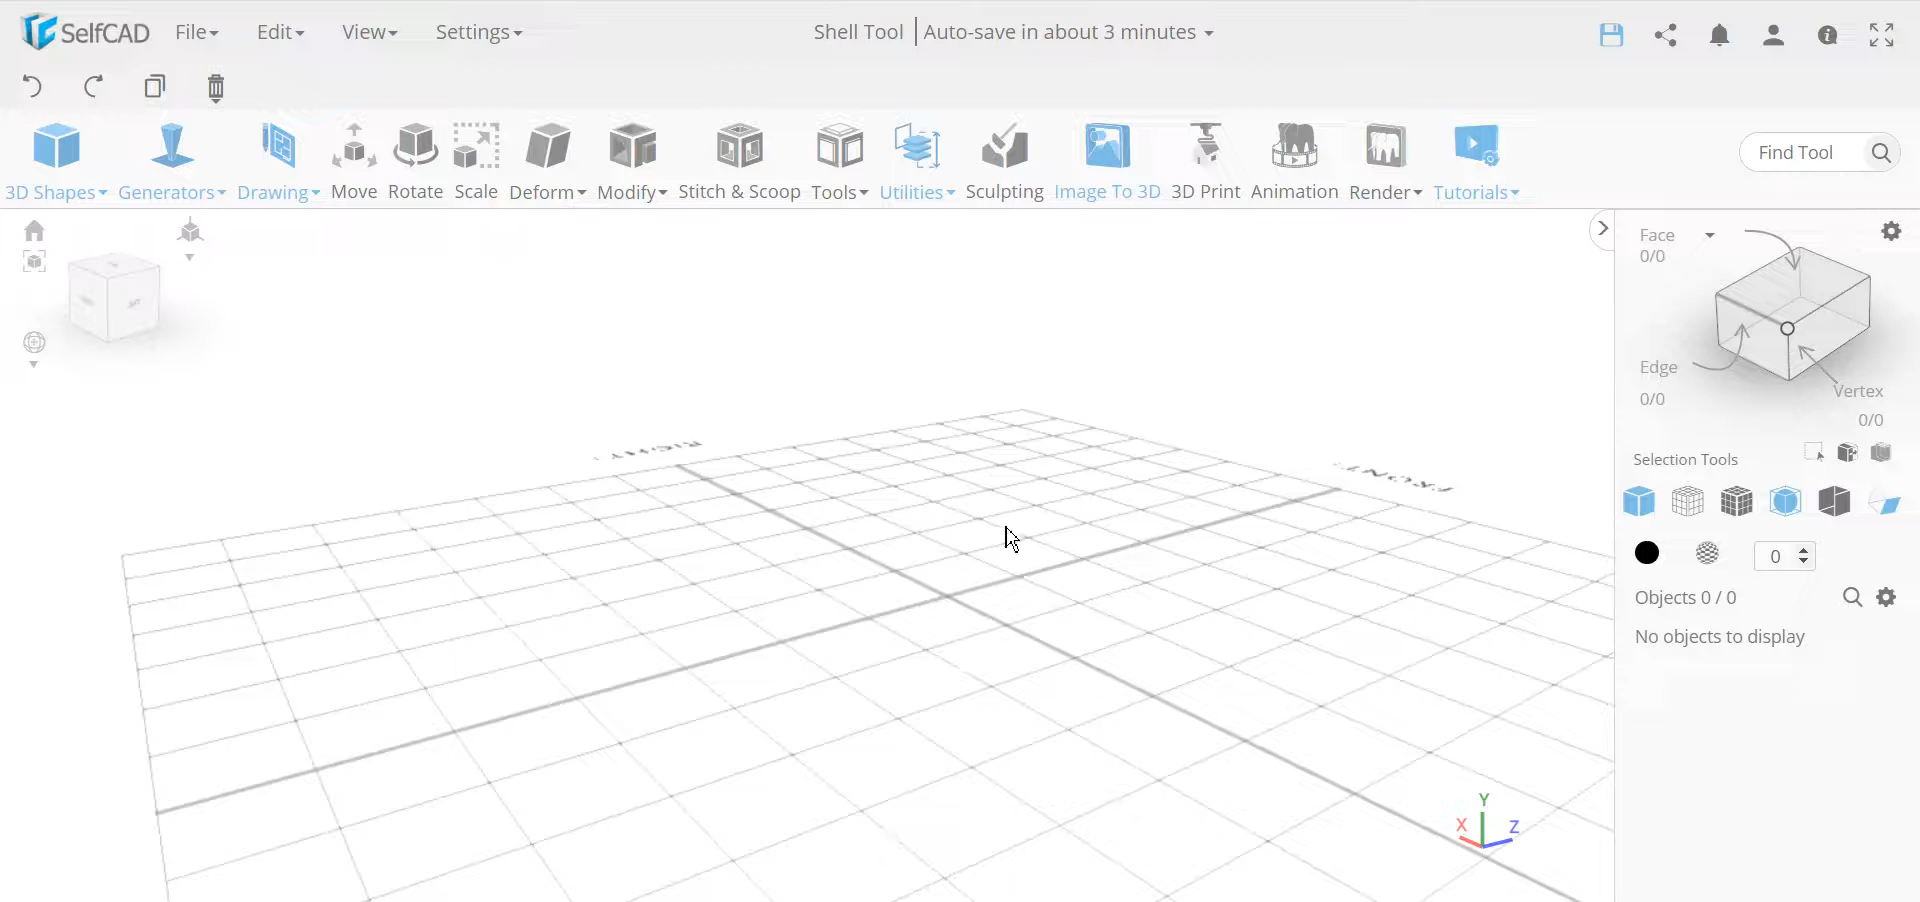 SelfCAD
File Edit View Settings
Shell Tool Auto-save in about 3 minutes
3D Shapes Generators Drawing Move Rotate Scale Deform Modify Stitch & Scoop Tools Utilities Sculpting Image To 3D 3D Print Animation Render Tutorials
Find Tool
Face
0/0
Edge
0/0
Vertex
0/0
RIGHT
FRONT
Selection Tools
0
Objects 0 / 0
No objects to display
Y
X Z